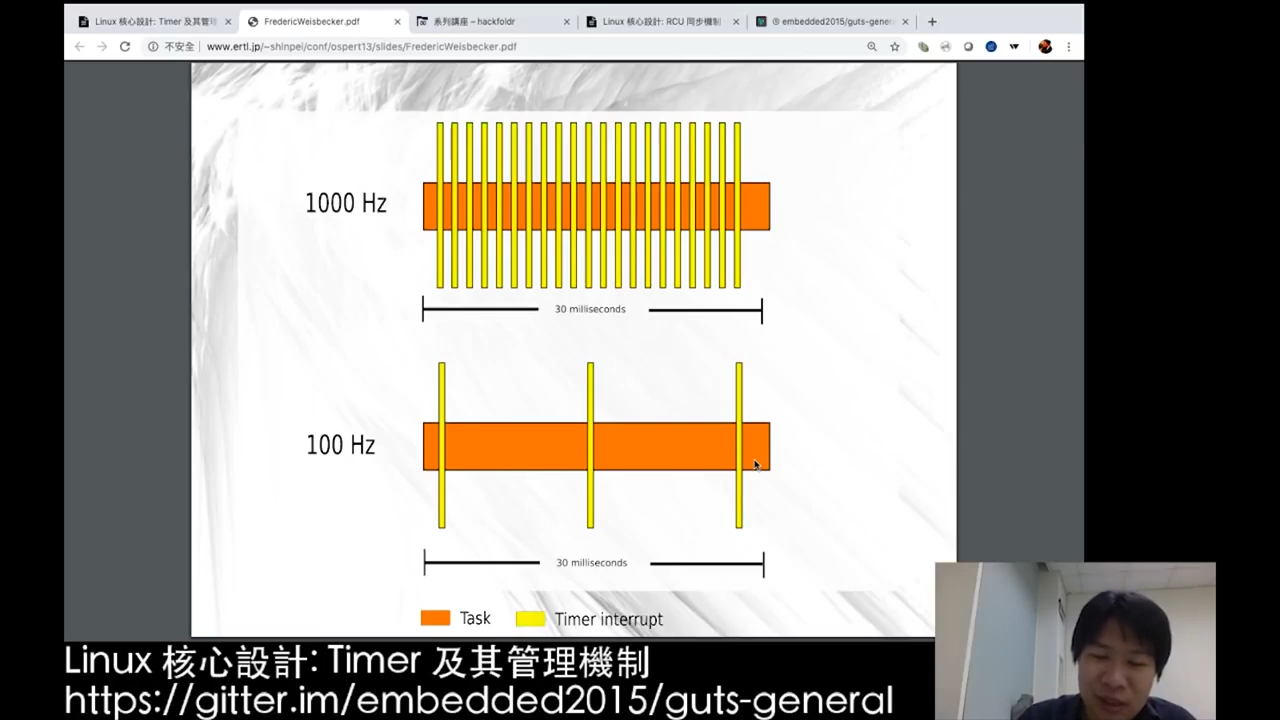 Linux 核心設計: Timer 及其管理
FredericWeisbecker.pdf
系列講座 – hackfoldr
Linux 核心設計: RCU 同步機制
embedded2015/guts-gener
不安全
www.ertl.jp/~shinpei/conf/ospert13/slides/FredericWeisbecker.pdf
1000 Hz
30 milliseconds
100 Hz
30 milliseconds
Task
Timer interrupt
Linux 核心設計: Timer 及其管理機制
https://gitter.im/embedded2015/guts-general